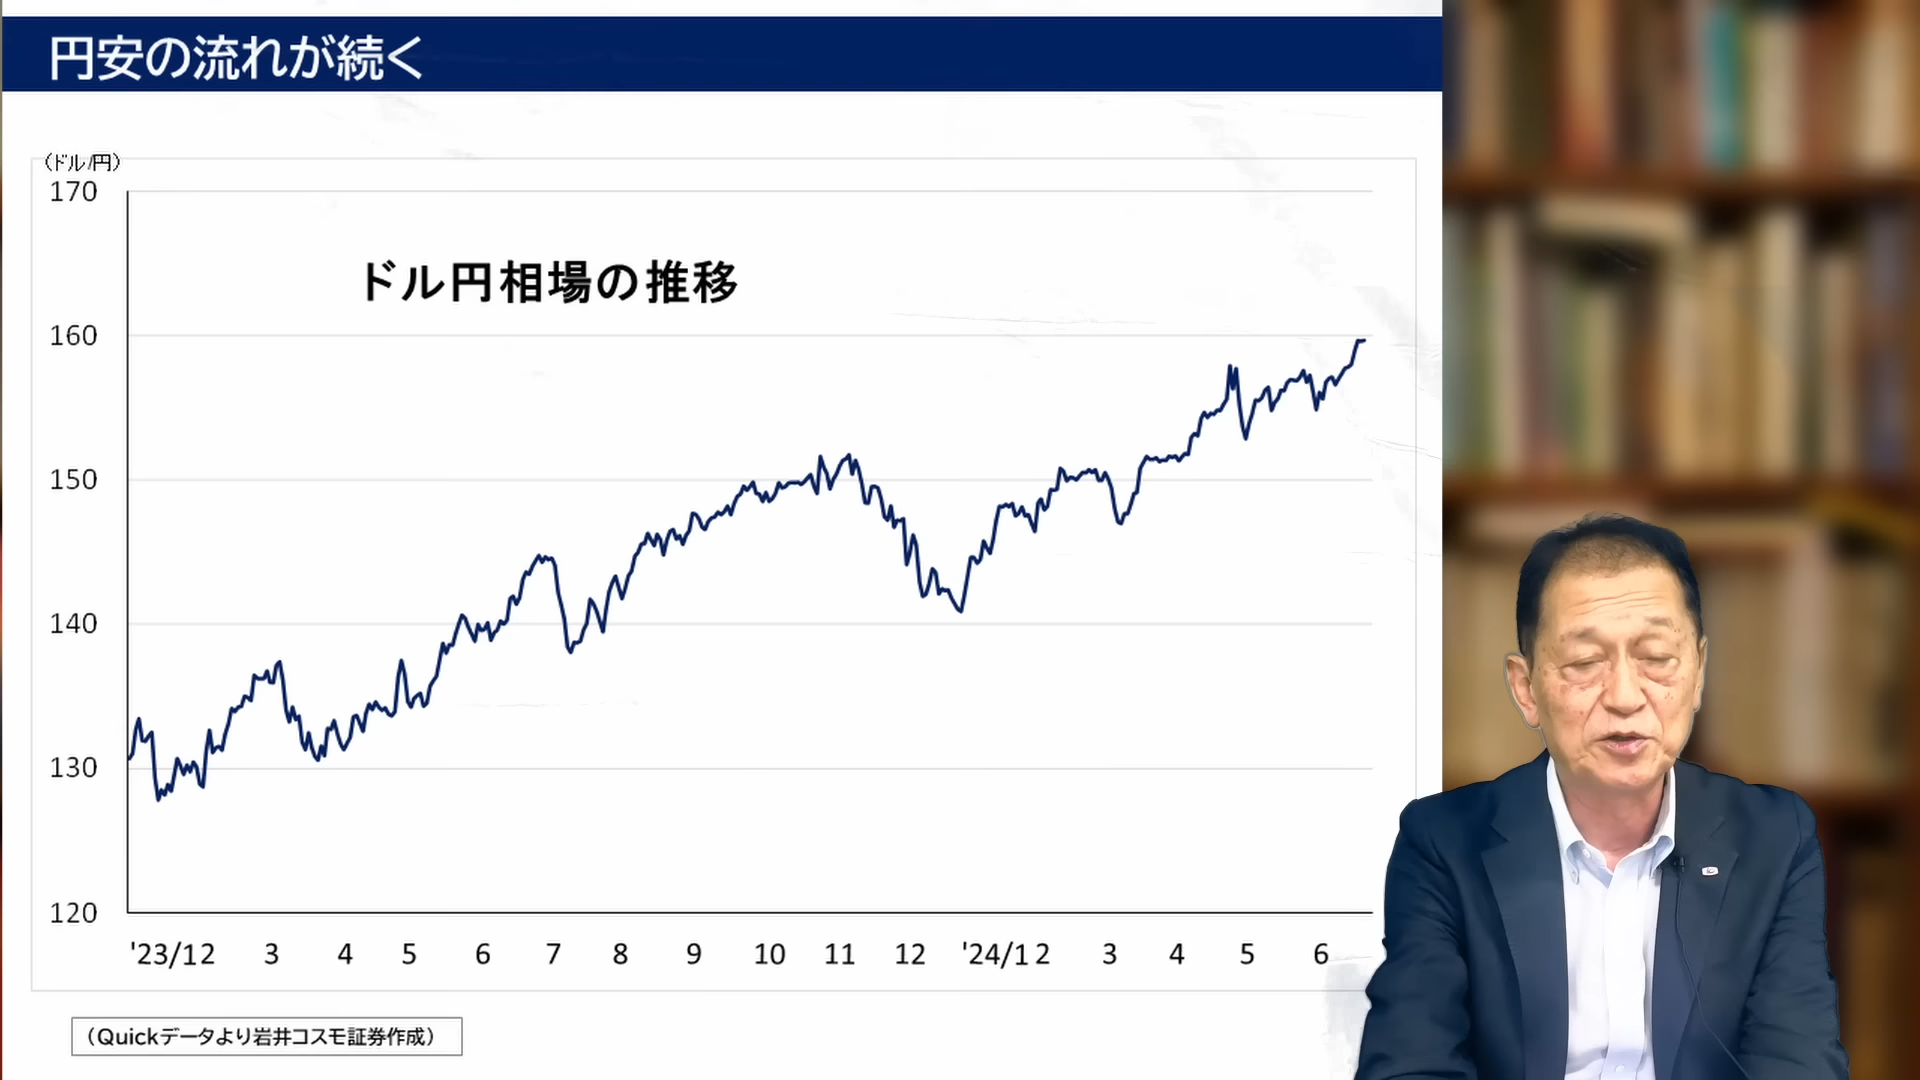 円安の流れが続く
（ドル/円）
170
ドル円相場の推移
160
150
140
130
120
'23/1 2 3 4 5 6 7 8 9 10 11 12 '24/1 2 3 4 5 6
（Quickデータより岩井コスモ証券作成）